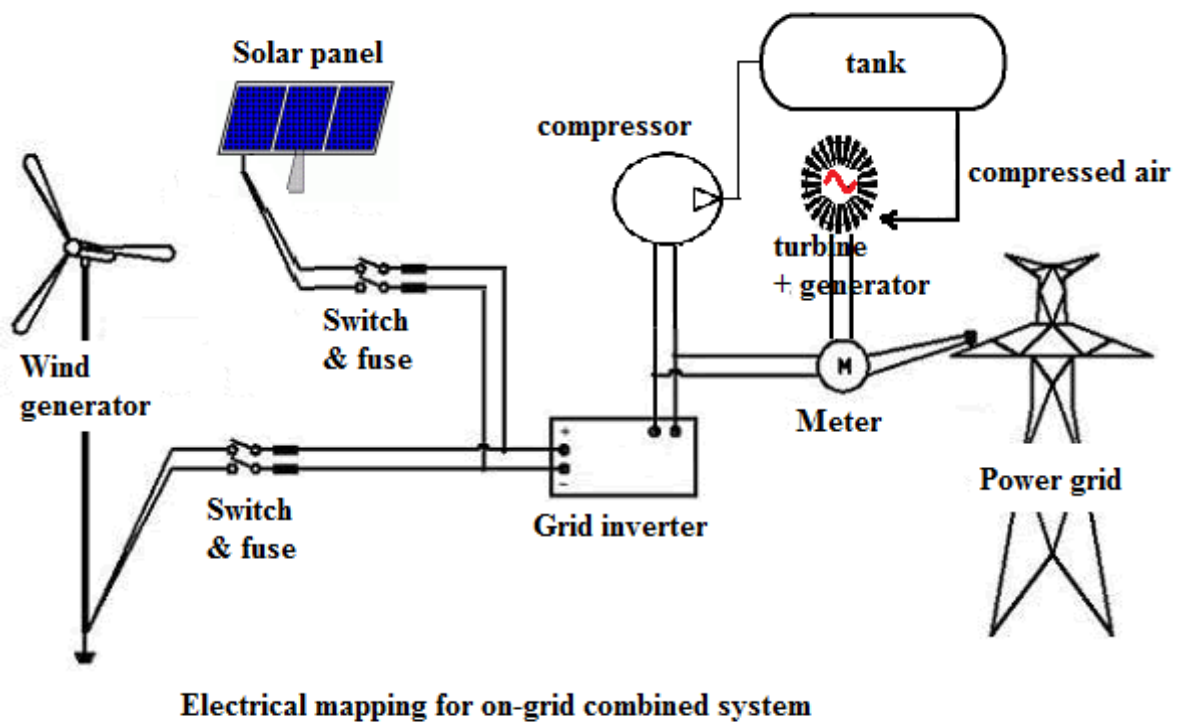 Solar panel
tank
compressor
compressed air
turbine
+ generator
Switch
& fuse
Wind
generator
M
Meter
+
−
Power grid
Switch
& fuse
Grid inverter
Electrical mapping for on-grid combined system